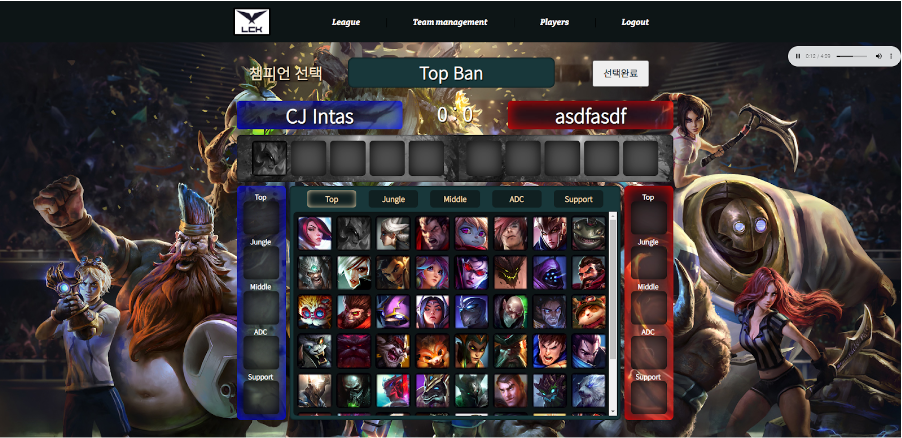 LCK
League
Team management
Players
Logout
챔피언 선택
Top Ban
선택완료
0:10 / 4:59
CJ Intas
0 : 0
asdfasdf
Top
Jungle
Middle
ADC
Support
Top
Jungle
Middle
ADC
Support
Top
Jungle
Middle
ADC
Support